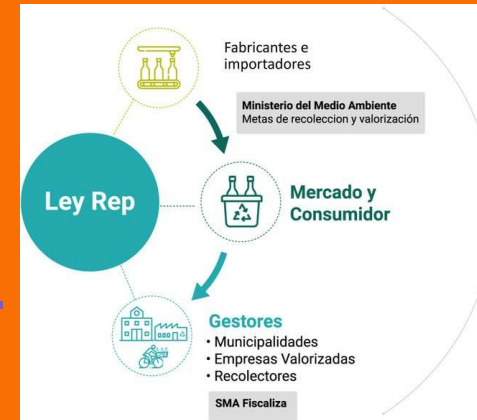 Fabricantes e
importadores
Ministerio del Medio Ambiente
Metas de recoleccion y valorización
Ley Rep
Mercado y
Consumidor
Gestores
• Municipalidades
• Empresas Valorizadas
• Recolectores
SMA Fiscaliza